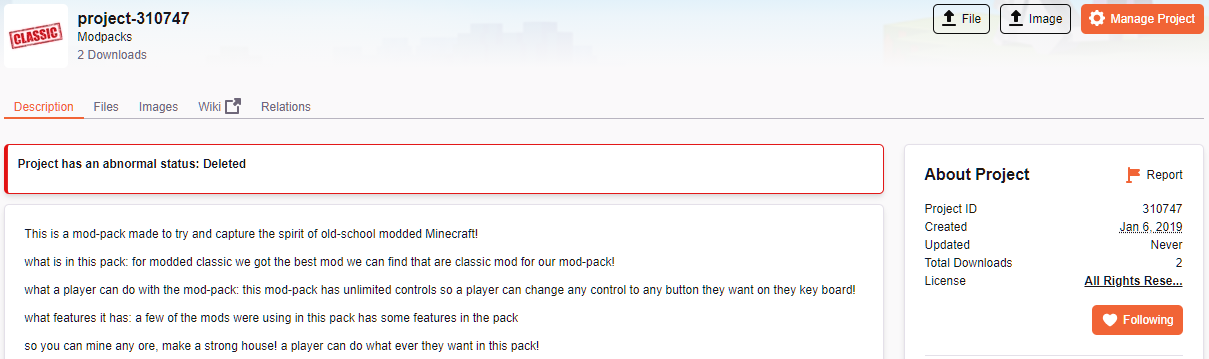 CLASSIC
project-310747
Modpacks
2 Downloads
File
Image
Manage Project
Description
Files
Images
Wiki
Relations
Project has an abnormal status: Deleted
This is a mod-pack made to try and capture the spirit of old-school modded Minecraft!
what is in this pack: for modded classic we got the best mod we can find that are classic mod for our mod-pack!
what a player can do with the mod-pack: this mod-pack has unlimited controls so a player can change any control to any button they want on they key board!
what features it has: a few of the mods were using in this pack has some features in the pack
so you can mine any ore, make a strong house! a player can do what ever they want in this pack!
About Project
Report
Project ID 310747
Created Jan 6, 2019
Updated Never
Total Downloads 2
License All Rights Rese...
Following